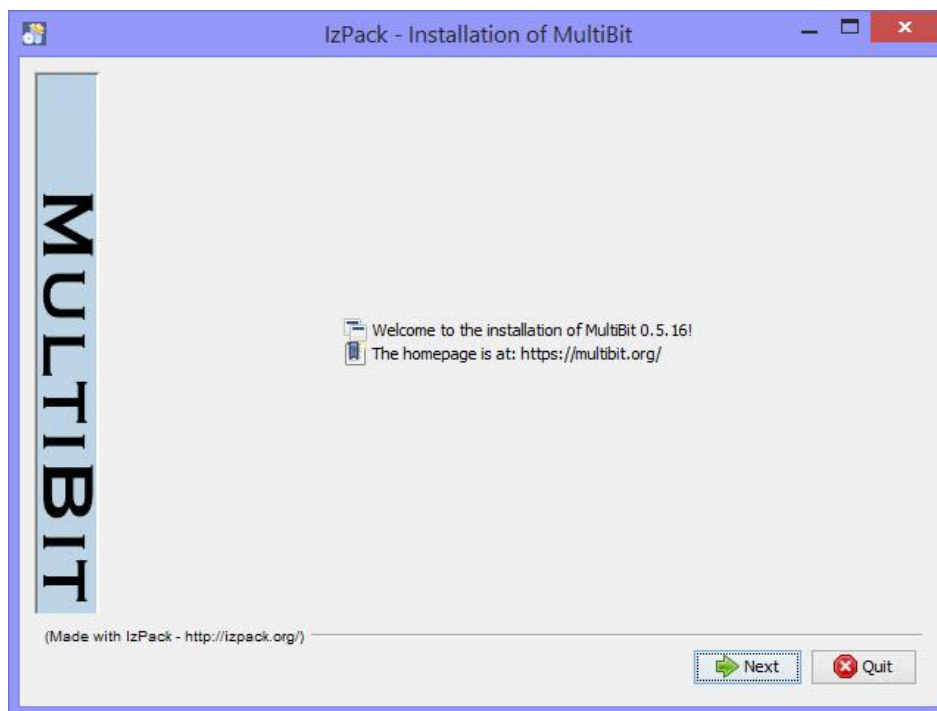 IzPack - Installation of MultiBit
MULTIBIT
Welcome to the installation of MultiBit 0.5.16!
The homepage is at: https://multibit.org/
(Made with IzPack - http://izpack.org/)
Next
Quit